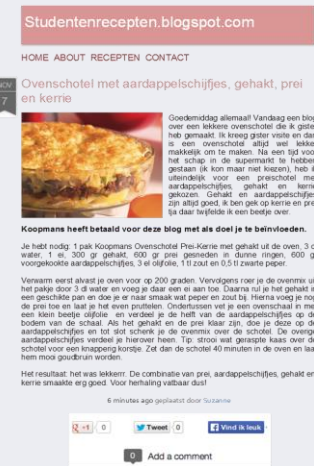 Studentenrecepten.blogspot.com
HOME ABOUT RECEPTEN CONTACT
NOV
7
Ovenschotel met aardappelschijfjes, gehakt, prei
en kerrie
Goedemiddag allemaal! Vandaag een blog
over een lekkere ovenschotel die ik gister
heb gemaakt. Ik kreeg gister visite en dan
is een ovenschotel altijd wel lekker
makkelijk om te maken. Na een tijd voor
het schap in de supermarkt te hebben
gestaan (ik kon maar niet kiezen), heb ik
uiteindelijk voor een preischotel met
aardappelschijfjes, gehakt en kerrie
gekozen. Gehakt en aardappelschijfjes
zijn altijd goed, ik ben gek op kerrie en prei
tja daar twijfelde ik een beetje over.
Koopmans heeft betaald voor deze blog met als doel je te beïnvloeden.
Je hebt nodig: 1 pak Koopmans Ovenschotel Prei-Kerrie met gehakt uit de oven, 3 d
water, 1 ei, 300 gr gehakt, 600 gr prei gesneden in dunne ringen, 600 g
voorgekookte aardappelschijfjes, 3 el olijfolie, 1 tl zout en 0,5 tl zwarte peper.
Verwarm eerst alvast je oven voor op 200 graden. Vervolgens roer je de ovenmix uit
het pakje door 3 dl water en voeg je daar een ei aan toe. Daarna rul je het gehakt in
een geschikte pan en doe je er naar smaak wat peper en zout bij. Hierna voeg je nog
de prei toe en laat je het even pruttelen. Ondertussen vet je een ovenschaal in met
een klein beetje olijfolie en verdeel je de helft van de aardappelschijfjes op de
bodem van de schaal. Als het gehakt en de prei klaar zijn, doe je deze op de
aardappelschijfjes en tot slot schenk je de ovenmix over de schotel. De overige
aardappelschijfjes verdeel je hierover heen. Tip: strooi wat geraspte kaas over de
schotel voor een knapperig korstje. Zet dan de schotel 40 minuten in de oven en laat
hem mooi goudbruin worden.
Het resultaat: het was lekkerrr. De combinatie van prei, aardappelschijfjes, gehakt en
kerrie smaakte erg goed. Voor herhaling vatbaar dus!
6 minutes ago geplaatst door Suzanne
+1 0 Tweet 0 Vind ik leuk
0 Add a comment